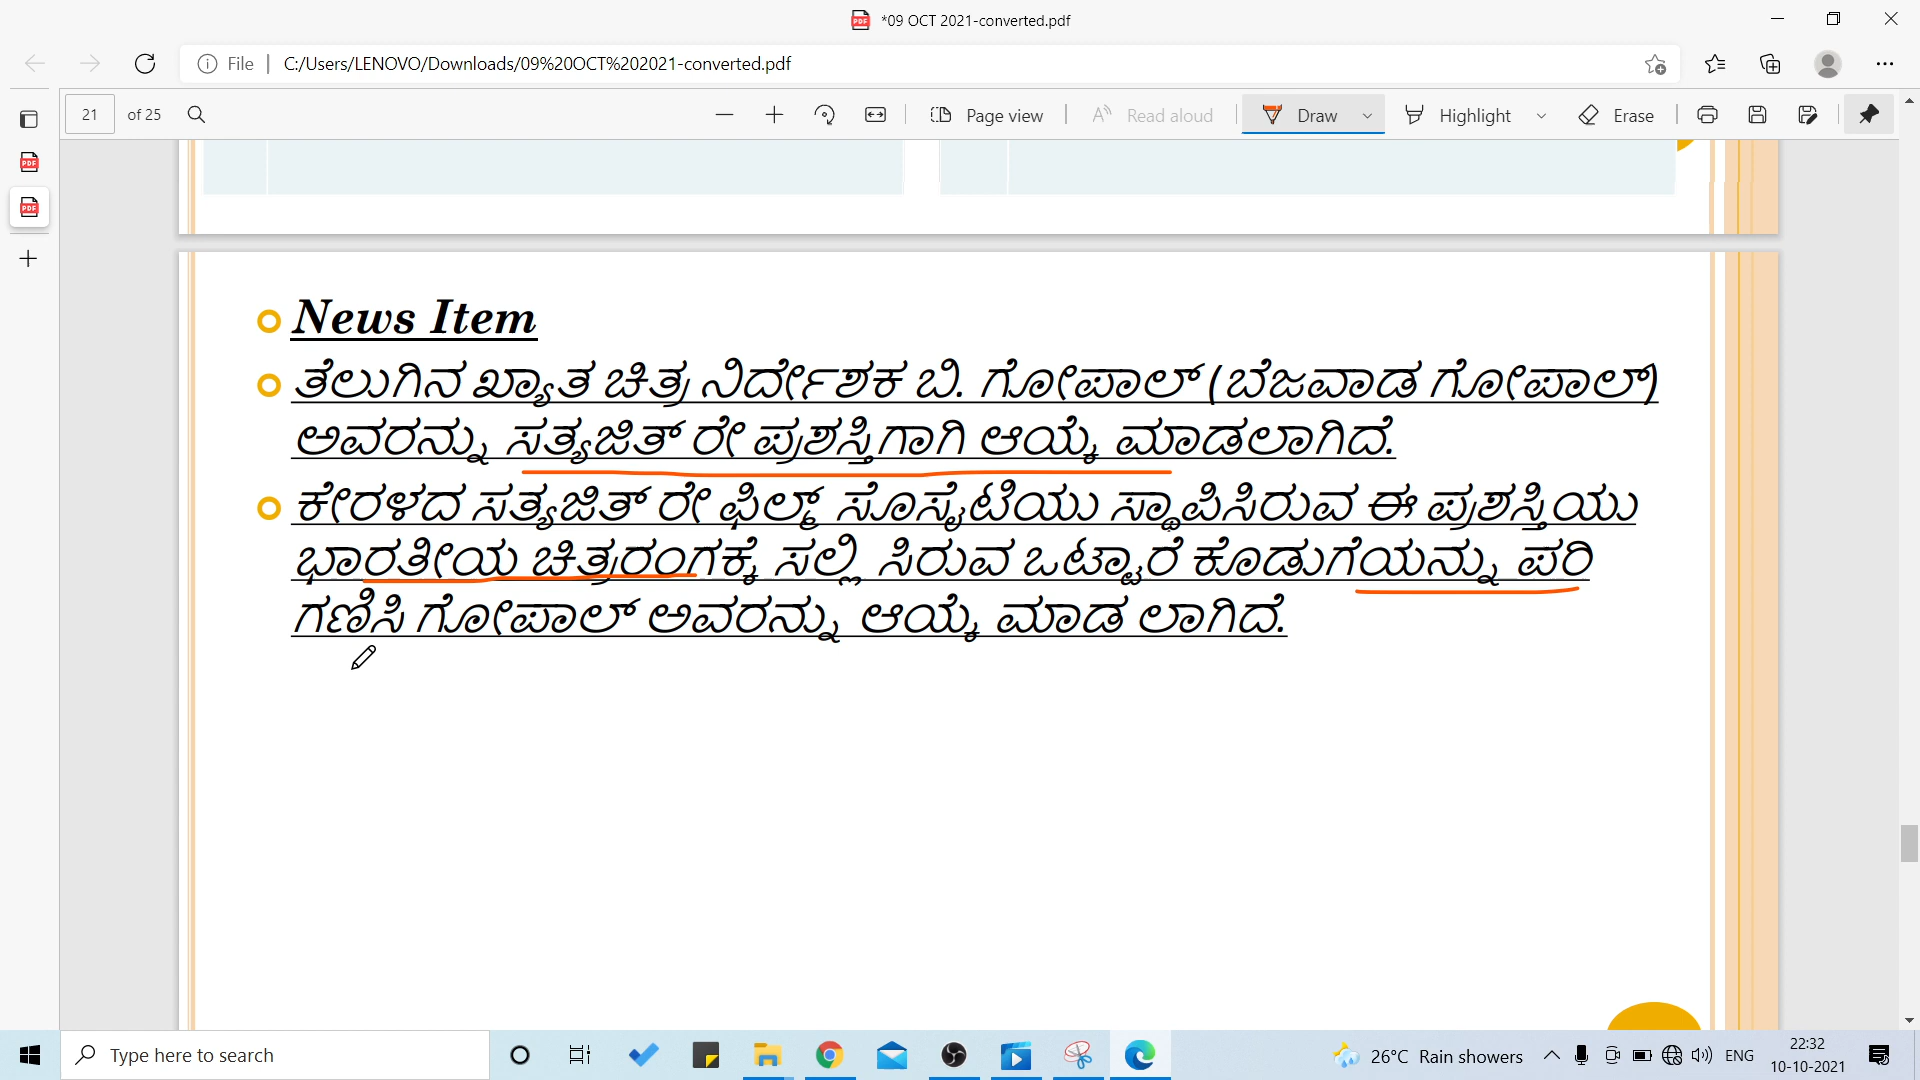 *09 OCT 2021-converted.pdf
File | C:/Users/LENOVO/Downloads/09%20OCT%202021-converted.pdf
21 of 25 Page view Read aloud Draw Highlight Erase
News Item
ತೆಲುಗಿನ ಖ್ಯಾತ ಚಿತ್ರ ನಿರ್ದೇಶಕ ಬಿ. ಗೋಪಾಲ್ (ಬೆಜವಾಡ ಗೋಪಾಲ್)
ಅವರನ್ನು ಸತ್ಯಜಿತ್ ರೇ ಪ್ರಶಸ್ತಿಗಾಗಿ ಆಯ್ಕೆ ಮಾಡಲಾಗಿದೆ.
ಕೇರಳದ ಸತ್ಯಜಿತ್ ರೇ ಫಿಲ್ಮ್ ಸೊಸೈಟಿಯು ಸ್ಥಾಪಿಸಿರುವ ಈ ಪ್ರಶಸ್ತಿಯು
ಭಾರತೀಯ ಚಿತ್ರರಂಗಕ್ಕೆ ಸಲ್ಲಿ ಸಿರುವ ಒಟ್ಟಾರೆ ಕೊಡುಗೆಯನ್ನು ಪರಿ
ಗಣಿಸಿ ಗೋಪಾಲ್ ಅವರನ್ನು ಆಯ್ಕೆ ಮಾಡ ಲಾಗಿದೆ.
Type here to search 26°C Rain showers ENG 22:32
10-10-2021